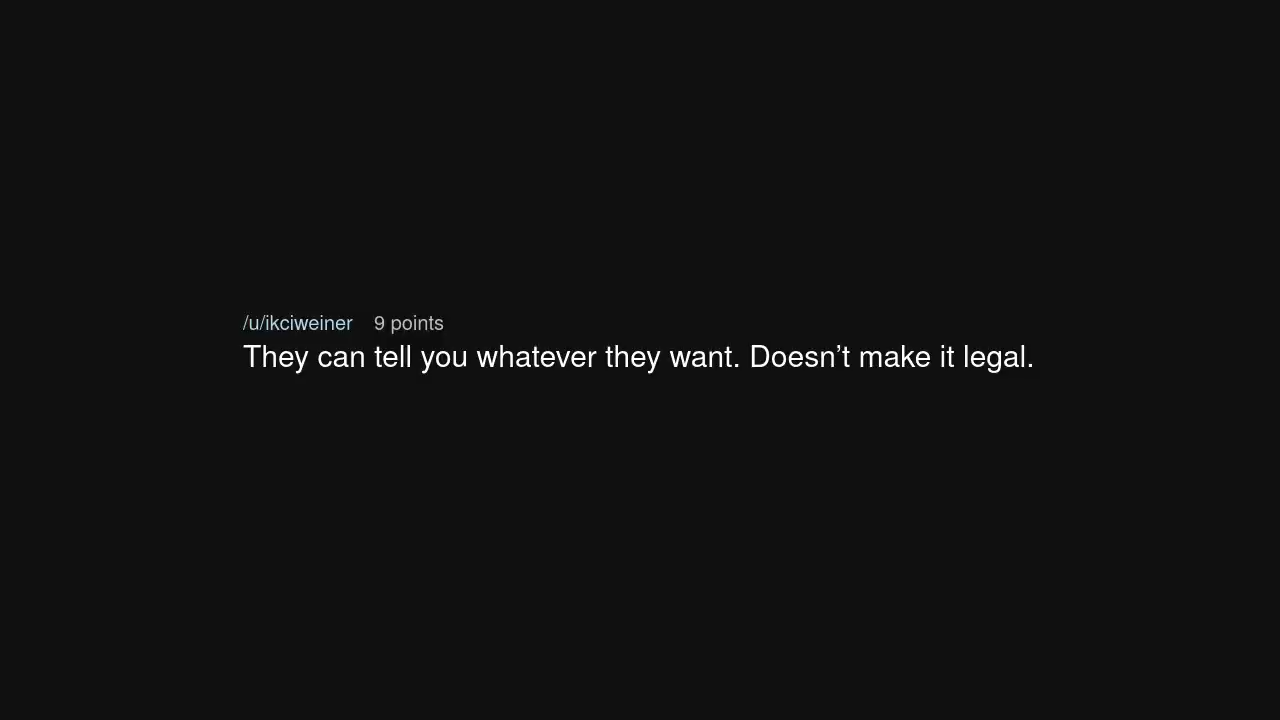 /u/ikciweiner 9 points
They can tell you whatever they want. Doesn’t make it legal.